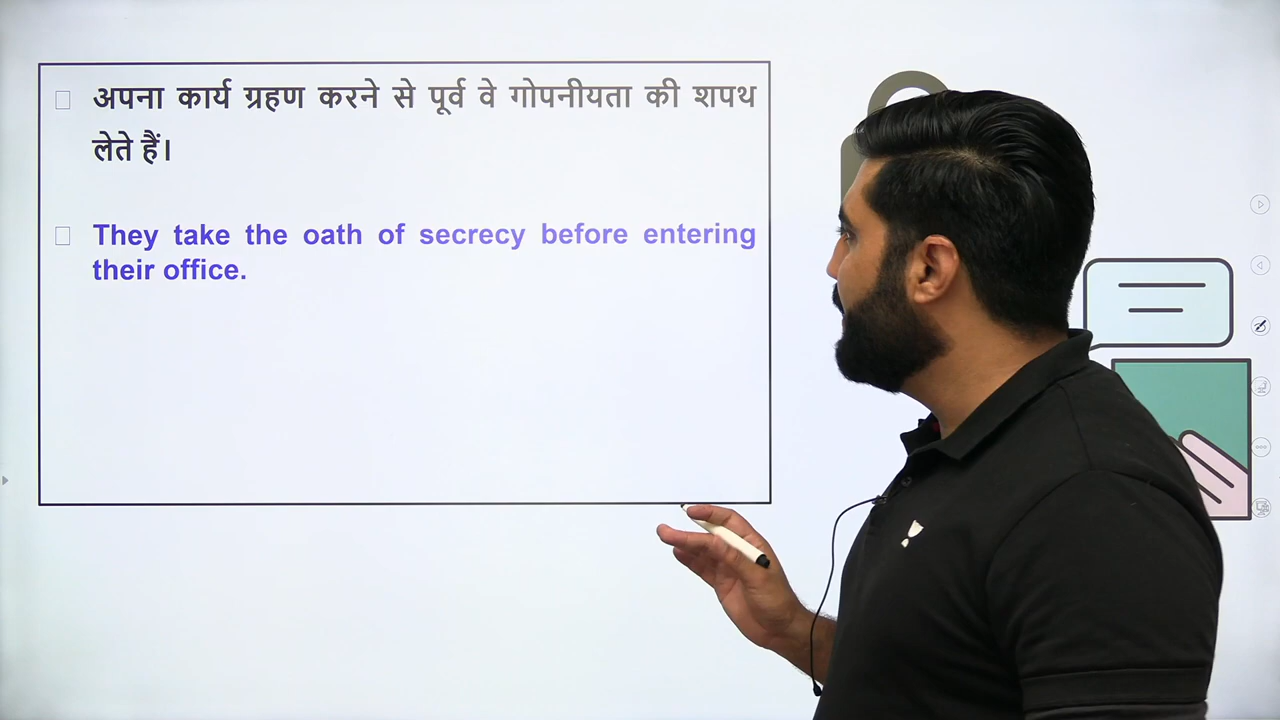 अपना कार्य ग्रहण करने से पूर्व वे गोपनीयता की शपथ
लेते हैं।
They take the oath of secrecy before entering
their office.